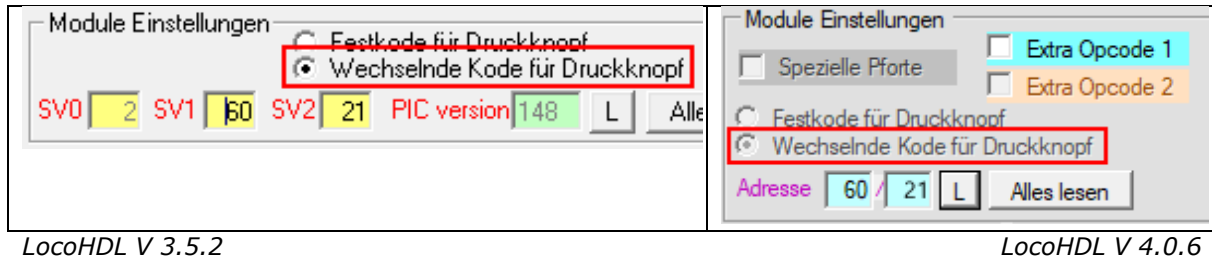 Module Einstellungen
Festkode für Druckknopf
Wechselnde Kode für Druckknopf
SV0 2 SV1 60 SV2 21 PIC version 148 L Alle
Module Einstellungen
Extra Opcode 1
Spezielle Pforte
Extra Opcode 2
Festkode für Druckknopf
Wechselnde Kode für Druckknopf
Adresse 60 / 21 L Alles lesen
LocoHDL V 3.5.2
LocoHDL V 4.0.6